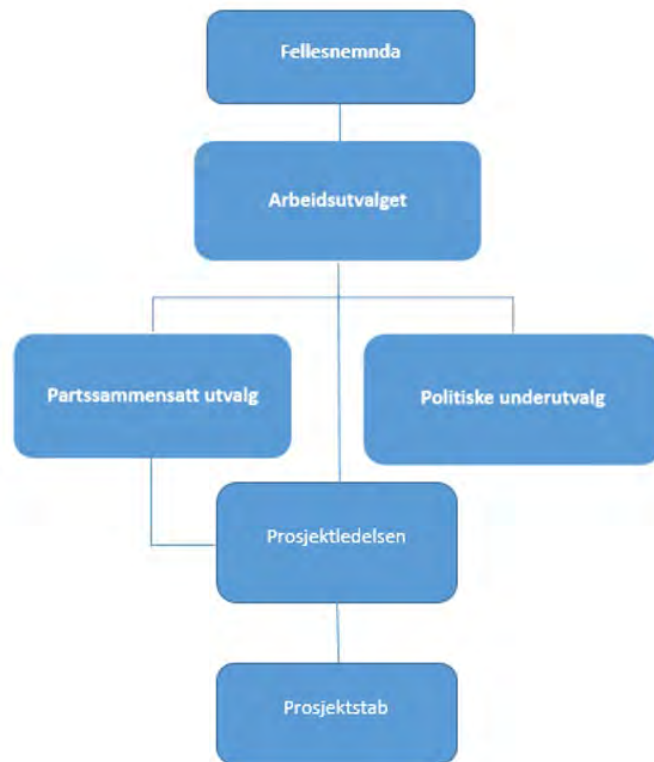 Fellesnemnda
Arbeidsutvalget
Partssammensatt utvalg
Politiske underutvalg
Prosjektledelsen
Prosjektstab